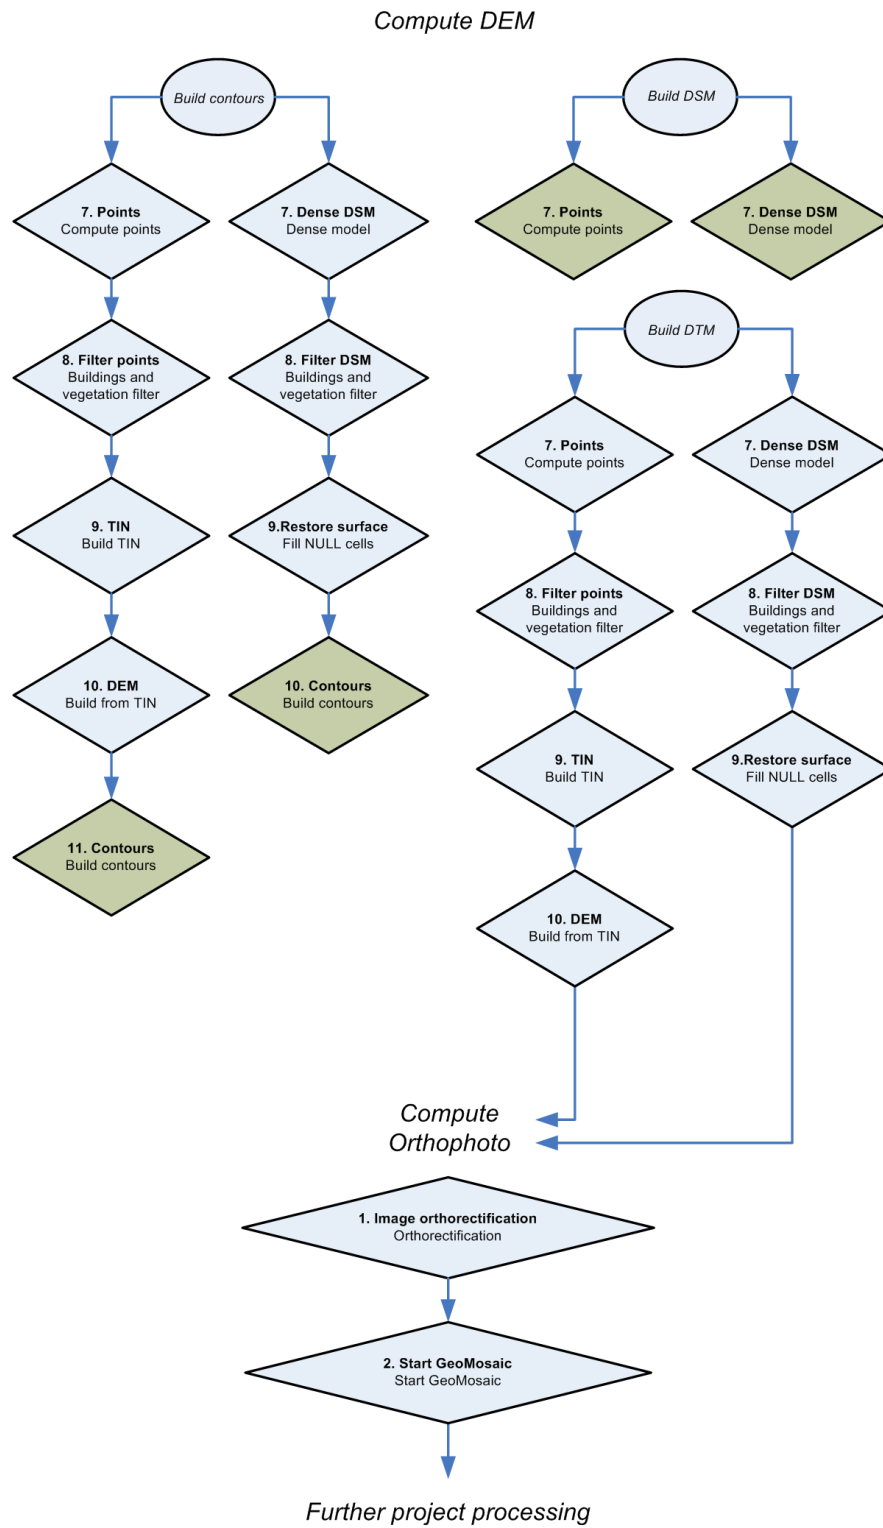 Compute DEM
Build contours
7. Points
Compute points
7. Dense DSM
Dense model
8. Filter points
Buildings and
vegetation filter
8. Filter DSM
Buildings and
vegetation filter
9. TIN
Build TIN
9.Restore surface
Fill NULL cells
10. DEM
Build from TIN
10. Contours
Build contours
11. Contours
Build contours
Build DSM
7. Points
Compute points
7. Dense DSM
Dense model
Build DTM
7. Points
Compute points
7. Dense DSM
Dense model
8. Filter points
Buildings and
vegetation filter
8. Filter DSM
Buildings and
vegetation filter
9. TIN
Build TIN
9.Restore surface
Fill NULL cells
10. DEM
Build from TIN
Compute
Orthophoto
1. Image orthorectification
Orthorectification
2. Start GeoMosaic
Start GeoMosaic
Further project processing